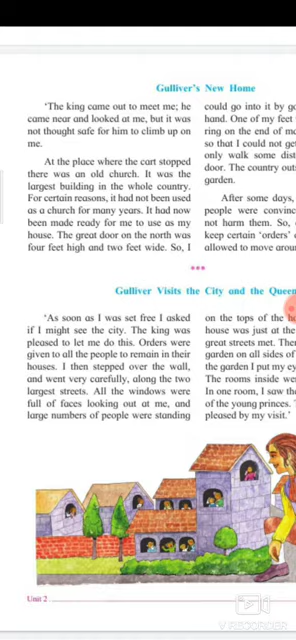 Gulliver's New Home
'The king came out to meet me; he
came near and looked at me, but it was
not thought safe for him to climb up on
me.
At the place where the cart stopped
there was an old church. It was
the largest building in the whole country.
For certain reasons, it had not been used
as a church for many years. It had now
been made ready for me to use as my
house. The great door on the north was
four feet high and two feet wide. So, I
could go into it by
hand. One of my feet
ring on the end of
so that I could not get
only walk some
door. The country
garden.
After some days,
people were
not harm them. So,
keep certain 'orders'
allowed to move
***
Gulliver Visits the City and the Queen
'As soon as I was set free I asked
if I might see the city. The king was
pleased to let me do this. Orders were
given to all the people to remain in their
houses. I then stepped over the wall,
and went very carefully, along the two
largest streets. All the windows were
full of faces looking out at me, and
large numbers of people were standing
on the tops of the
house was just at the
great streets met.
garden on all sides of
the garden I put my
The rooms inside
In one room, I saw the
of the young princes.
pleased by my visit.'
Unit 2
VIVA RECORDER